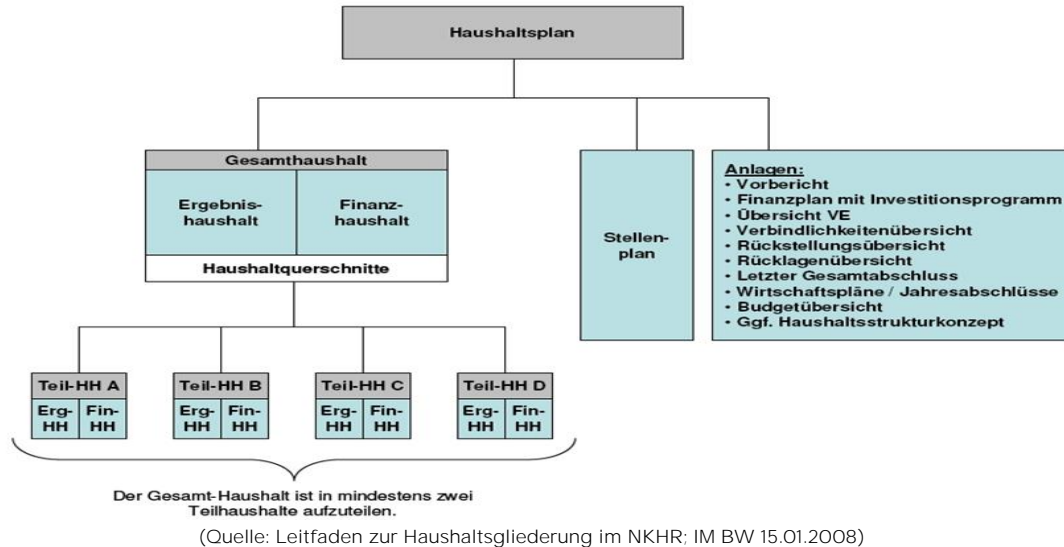 Haushaltsplan
Gesamthaushalt
Ergebnis-
haushalt
Finanz-
haushalt
Haushaltquerschnitte
Stellen-
plan
Anlagen:
• Vorbericht
• Finanzplan mit Investitionsprogramm
• Übersicht VE
• Verbindlichkeitenübersicht
• Rückstellungsübersicht
• Rücklagenübersicht
• Letzter Gesamtabschluss
• Wirtschaftspläne / Jahresabschlüsse
• Budgetübersicht
• Ggf. Haushaltsstrukturkonzept
Teil-HH A
Erg-
HH
Fin-
HH
Teil-HH B
Erg-
HH
Fin-
HH
Teil-HH C
Erg-
HH
Fin-
HH
Teil-HH D
Erg-
HH
Fin-
HH
Der Gesamt-Haushalt ist in mindestens zwei
Teilhaushalte aufzuteilen.
(Quelle: Leitfaden zur Haushaltsgliederung im NKHR; IM BW 15.01.2008)